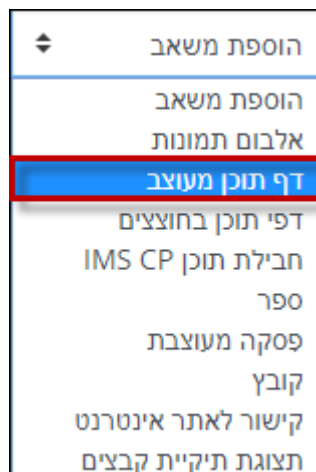 הוספת משאב
הוספת משאב
אלבום תמונות
דף תוכן מעוצב
דפי תוכן בחוצצים
חבילת תוכן IMS CP
ספר
פסקה מעוצבת
קובץ
קישור לאתר אינטרנט
תצוגת תיקיית קבצים